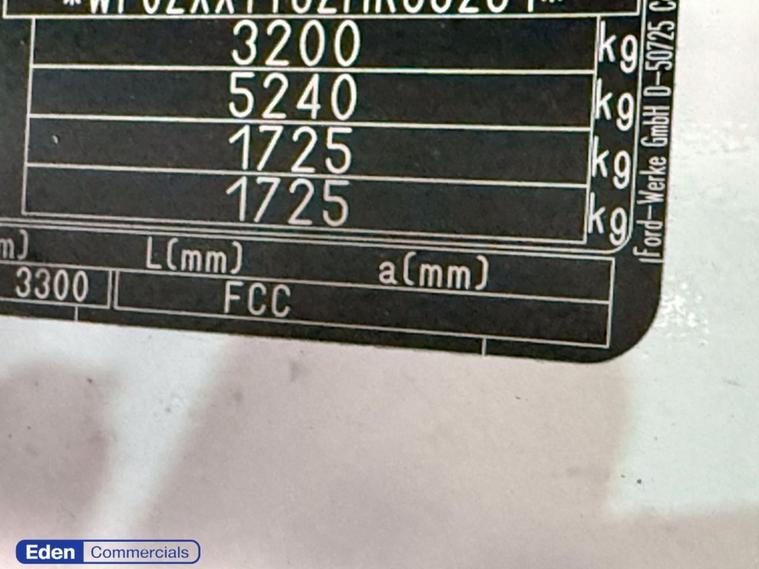 3200 kg
5240 kg
1725 kg
1725 kg
L(mm) a(mm)
3300 FCC
Ford-Werke GmbH D-50725
Eden Commercials